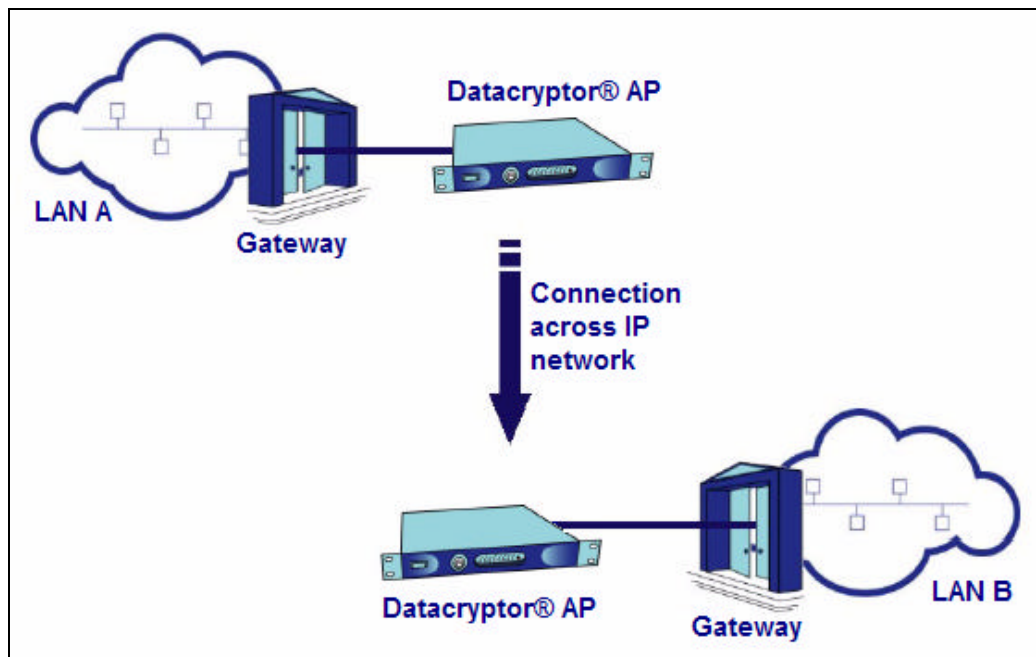 Datacryptor® AP
LAN A
Gateway
Connection
across IP
network
Datacryptor® AP
LAN B
Gateway